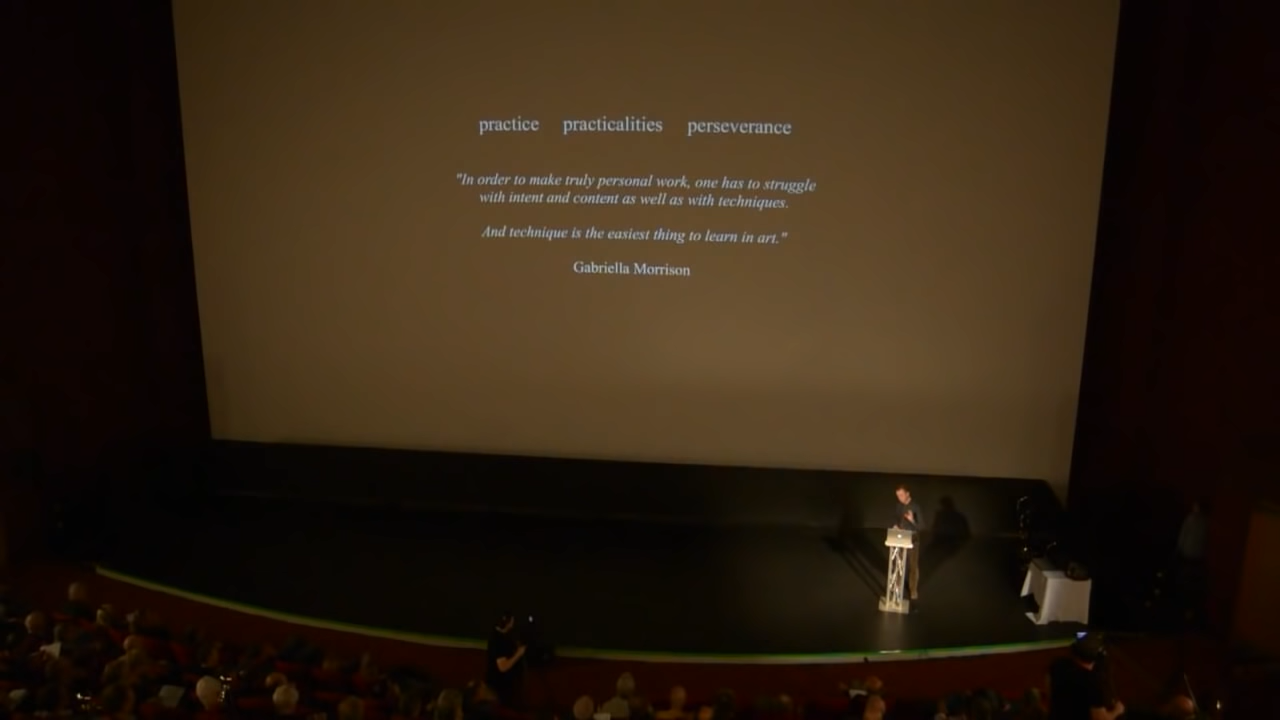 practice practicalities perseverance
"In order to make truly personal work, one has to struggle
with intent and content as well as with techniques.
And technique is the easiest thing to learn in art."
Gabriella Morrison